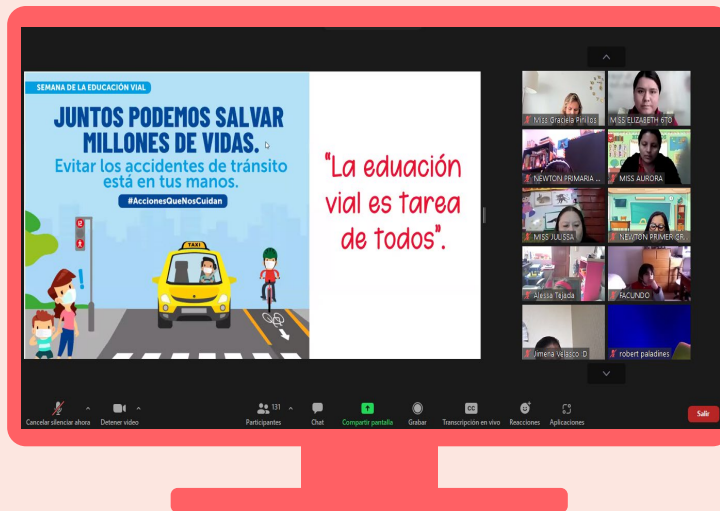 SEMANA DE LA EDUCACIÓN VIAL
JUNTOS PODEMOS SALVAR
MILLONES DE VIDAS.
Evitar los accidentes de tránsito
está en tus manos.
#AccionesQueNosCuidan
TAXI
"La eduación
vial es tarea
de todos".
Miss Graciela Pinillos
MISS ELIZABETH 6TO
NEWTON PRIMARIA ...
MISS AURORA
MISS JULISSA
NEWTON PRIMER GR...
Alessa Tejada
FACUNDO
Jimena Velasco :D
robert paladines
Cancelar silenciar ahora
Detener video
131
Participantes
Chat
Compartir pantalla
Grabar
CC
Transcripción en vivo
Reacciones
Aplicaciones
Salir